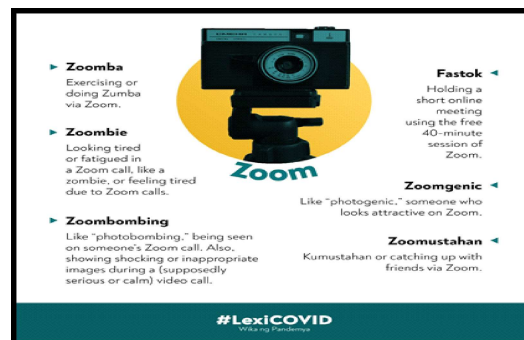 Zoomba
Exercising or
doing Zumba
via Zoom.
Zoombie
Looking tired
or fatigued in
a Zoom call, like a
zombie, or feeling tired
due to Zoom calls.
Zoombombing
Like “photobombing,” being seen
on someone’s Zoom call. Also,
showing shocking or inappropriate
images during a (supposedly
serious or calm) video call.
Zoom
Fastok
Holding a
short online
meeting
using the free
40-minute
session of
Zoom.
Zoomgenic
Like “photogenic,” someone who
looks attractive on Zoom.
Zoomustahan
Kumustahan or catching up with
friends via Zoom.
#LexiCOVID
Wika ng Pandemya